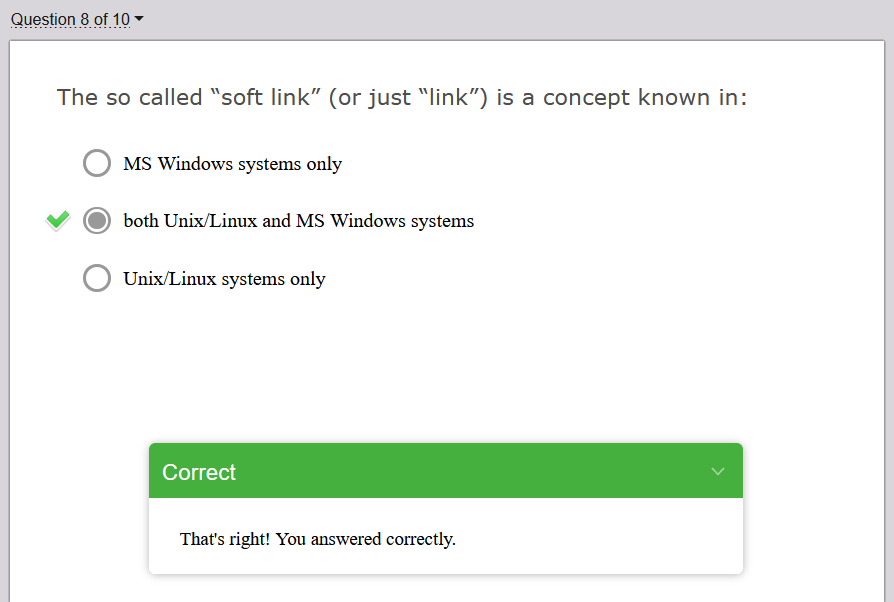 Question 8 of 10
The so called “soft link” (or just “link”) is a concept known in:
MS Windows systems only
both Unix/Linux and MS Windows systems
Unix/Linux systems only
Correct
That's right! You answered correctly.